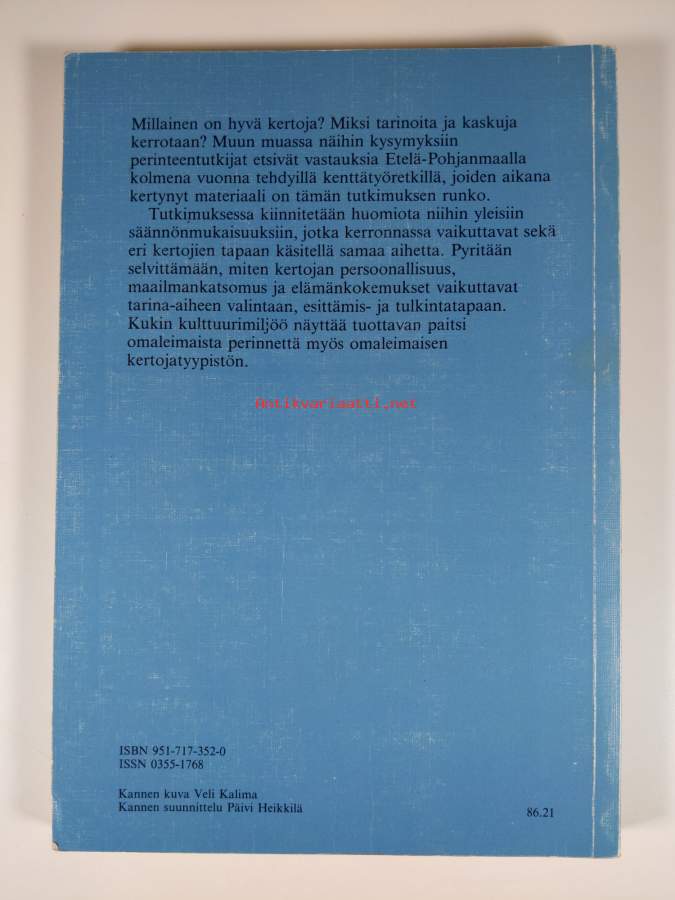 Millainen on hyvä kertoja? Miksi tarinoita ja kaskuja
kerrotaan? Muun muassa näihin kysymyksiin
perinteentutkijat etsivät vastauksia Etelä-Pohjanmaalla
kolmena vuonna tehdyillä kenttätyöretkillä, joiden aikana
kertynyt materiaali on tämän tutkimuksen runko.
Tutkimuksessa kiinnitetään huomiota niihin yleisiin
säännönmukaisuuksiin, jotka kerronnassa vaikuttavat sekä
eri kertojien tapaan käsitellä samaa aihetta. Pyritään
selvittämään, miten kertojan persoonallisuus,
maailmankatsomus ja elämänkokemukset vaikuttavat
tarina-aiheen valintaan, esittämis- ja tulkintatapaan.
Kukin kulttuurimiljöö näyttää tuottavan paitsi
omaleimaista perinnettä myös omaleimaisen
kertojatyypistön.
Antikvariaatti.net
ISBN 951-717-352-0
ISSN 0355-1768
Kannen kuva Veli Kalima
Kannen suunnittelu Päivi Heikkilä
86.21